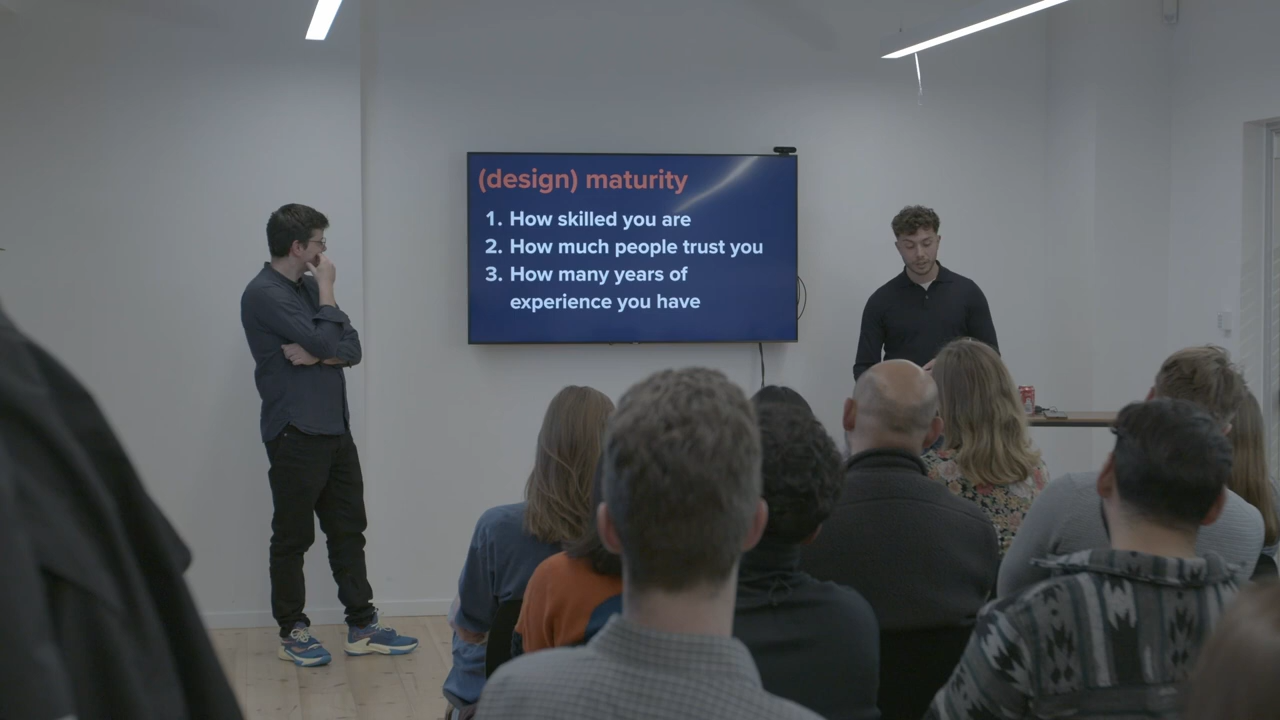 (design) maturity
1. How skilled you are
2. How much people trust you
3. How many years of
experience you have